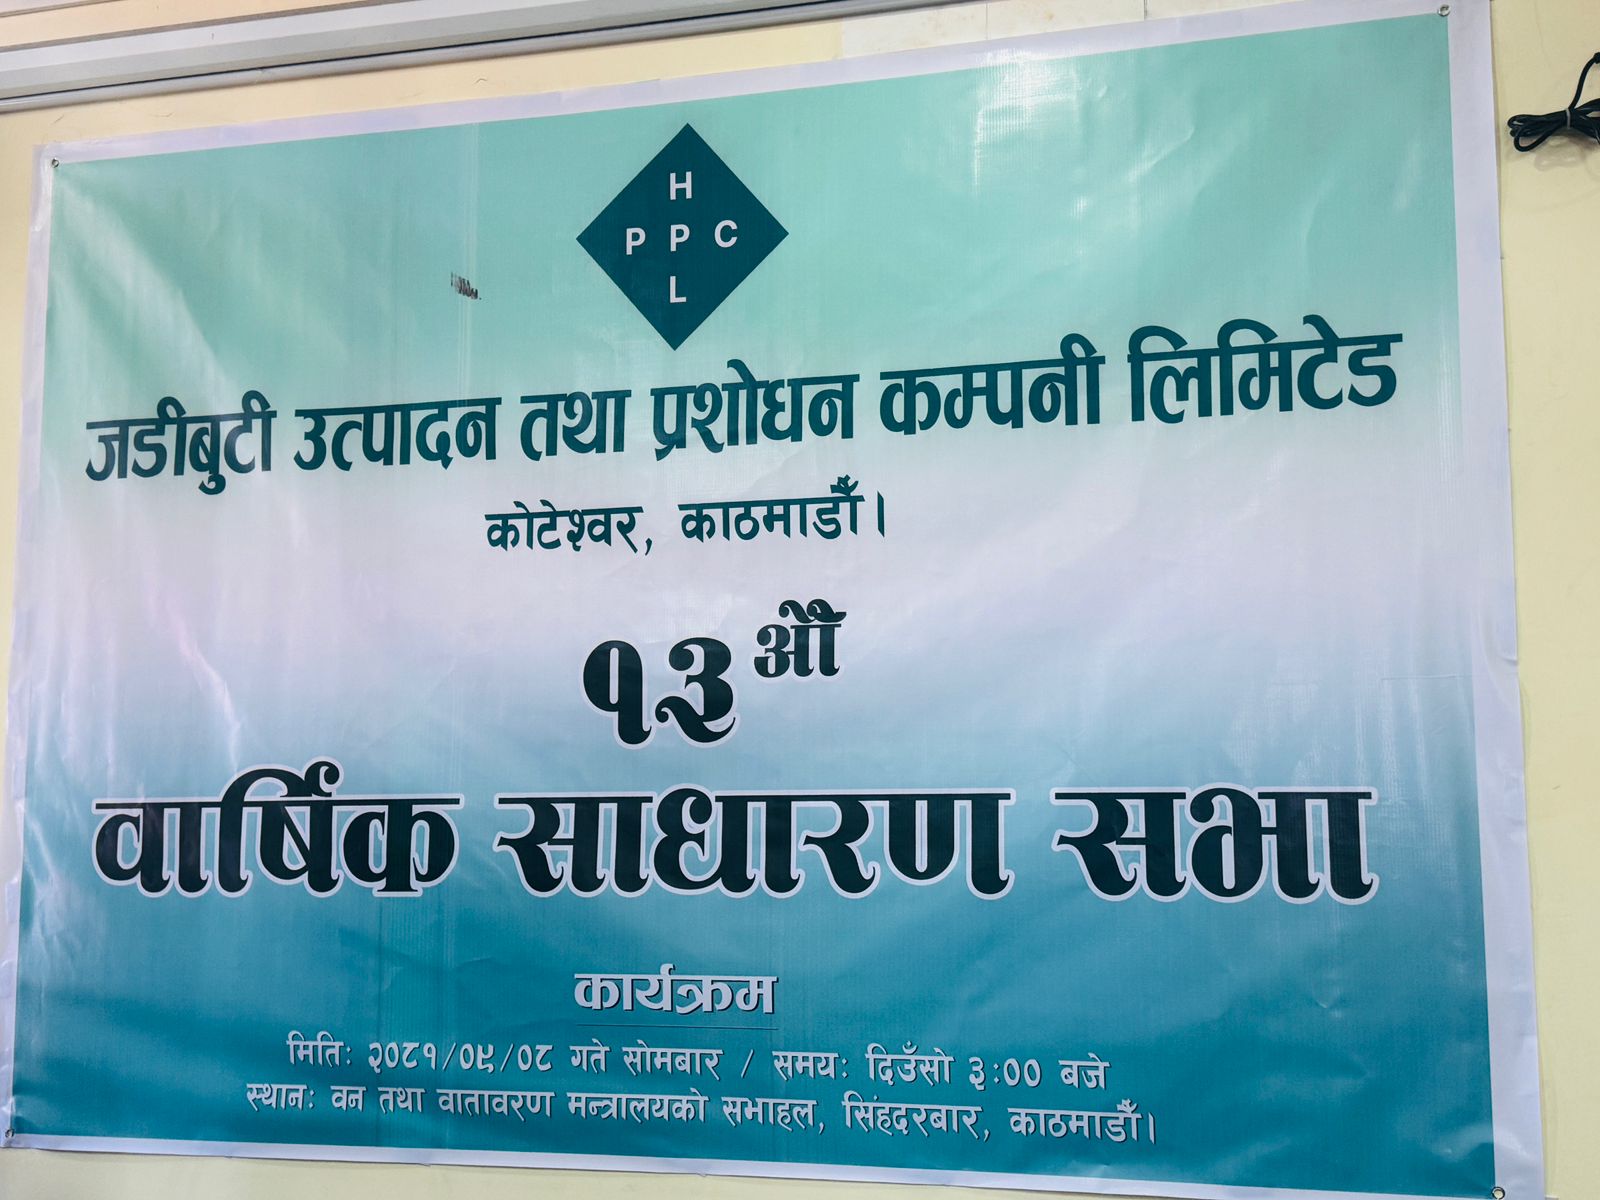 H
P P C
L
जडीबुटी उत्पादन तथा प्रशोधन कम्पनी लिमिटेड
कोटेश्वर, काठमाडौँ।
१३औँ
वार्षिक साधारण सभा
कार्यक्रम
मितिः २०८१/०९/०८ गते सोमबार / समयः दिउँसो ३:०० बजे
स्थानः वन तथा वातावरण मन्त्रालयको सभाहल, सिंहदरबार, काठमाडौँ।